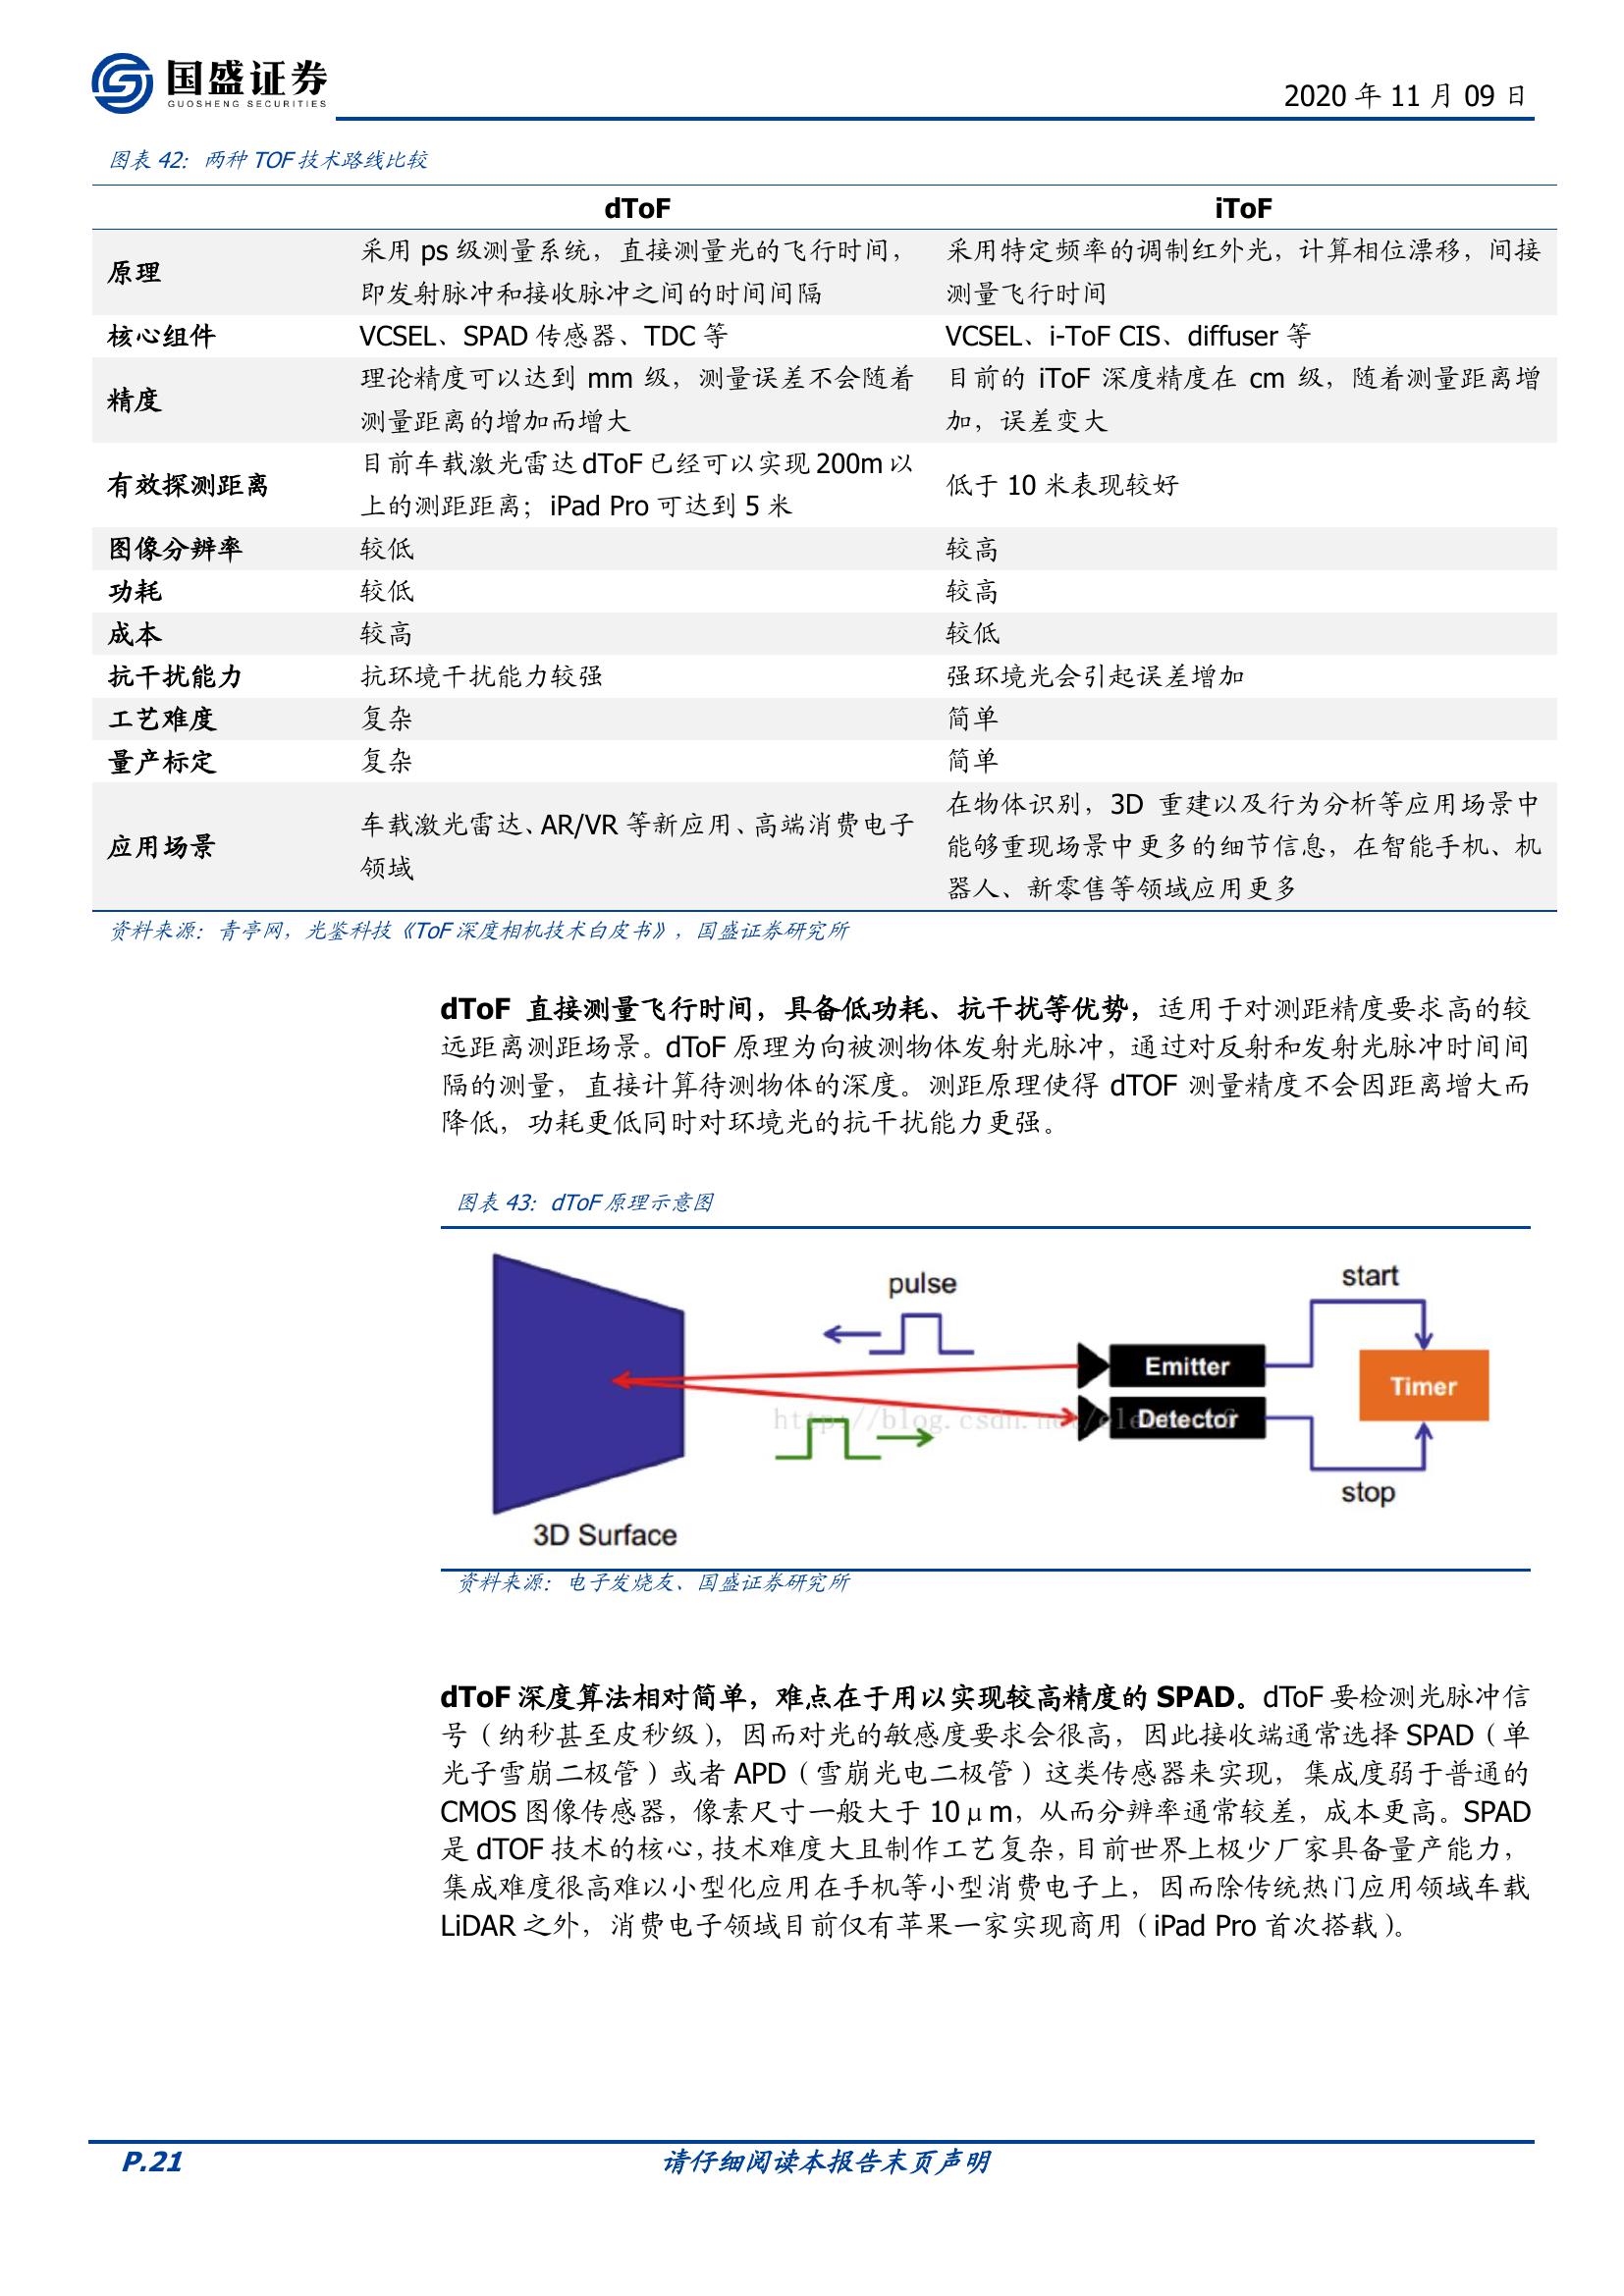 国盛证券
GUOSHENG SECURITIES
2020 年 11 月 09 日
图表 42：两种 TOF 技术路线比较
dToF iToF
原理
采用 ps 级测量系统，直接测量光的飞行时间，
即发射脉冲和接收脉冲之间的时间间隔
采用特定频率的调制红外光，计算相位漂移，间接
测量飞行时间
核心组件 VCSEL、SPAD 传感器、TDC 等 VCSEL、i-ToF CIS、diffuser 等
精度
理论精度可以达到 mm 级，测量误差不会随着
测量距离的增加而增大
目前的 iToF 深度精度在 cm 级，随着测量距离增
加，误差变大
有效探测距离
目前车载激光雷达 dToF 已经可以实现 200m 以
上的测距距离；iPad Pro 可达到 5 米
低于 10 米表现较好
图像分辨率 较低 较高
功耗 较低 较高
成本 较高 较低
抗干扰能力 抗环境干扰能力较强 强环境光会引起误差增加
工艺难度 复杂 简单
量产标定 复杂 简单
应用场景
车载激光雷达、AR/VR 等新应用、高端消费电子
领域
在物体识别，3D 重建以及行为分析等应用场景中
能够重现场景中更多的细节信息，在智能手机、机
器人、新零售等领域应用更多
资料来源：青亭网，光鉴科技《ToF 深度相机技术白皮书》，国盛证券研究所
dToF 直接测量飞行时间，具备低功耗、抗干扰等优势，适用于对测距精度要求高的较
远距离测距场景。dToF 原理为向被测物体发射光脉冲，通过对反射和发射光脉冲时间间
隔的测量，直接计算待测物体的深度。测距原理使得 dTOF 测量精度不会因距离增大而
降低，功耗更低同时对环境光的抗干扰能力更强。
图表 43：dToF 原理示意图
pulse
start
Emitter
Timer
Detector
stop
3D Surface
资料来源：电子发烧友、国盛证券研究所
dToF 深度算法相对简单，难点在于用以实现较高精度的 SPAD。dToF 要检测光脉冲信
号（纳秒甚至皮秒级），因而对光的敏感度要求会很高，因此接收端通常选择 SPAD（单
光子雪崩二极管）或者 APD（雪崩光电二极管）这类传感器来实现，集成度弱于普通的
CMOS 图像传感器，像素尺寸一般大于 10μm，从而分辨率通常较差，成本更高。SPAD
是 dTOF 技术的核心，技术难度大且制作工艺复杂，目前世界上极少厂家具备量产能力，
集成难度很高难以小型化应用在手机等小型消费电子上，因而除传统热门应用领域车载
LiDAR 之外，消费电子领域目前仅有苹果一家实现商用（iPad Pro 首次搭载）。
P.21
请仔细阅读本报告末页声明